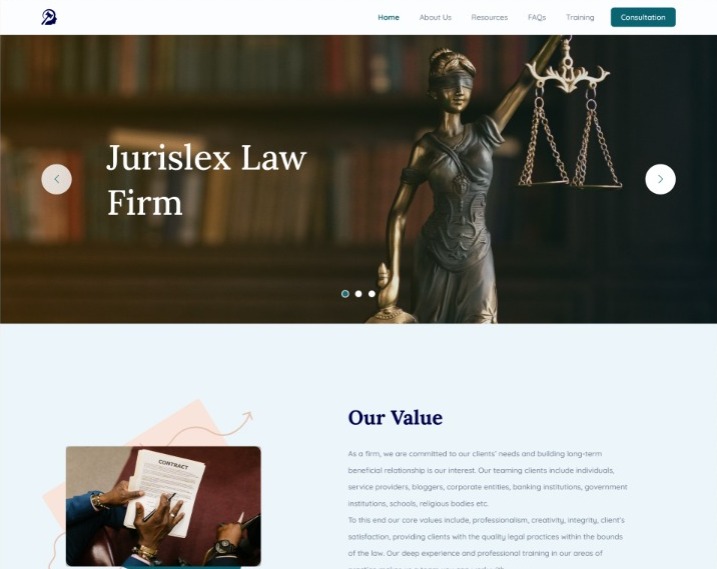 Home About Us Resources FAQs Training Consultation
Jurislex Law
Firm
CONTRACT
Our Value
As a firm, we are committed to our clients' needs and building long-term
beneficial relationship is our interest. Our teaming clients include individuals,
service providers, bloggers, corporate entities, banking institutions, government
institutions, schools, religious bodies etc.
To this end our core values include, professionalism, creativity, integrity, client's
satisfaction, providing clients with the quality legal practices within the bounds
of the law. Our deep experience and professional training in our areas of